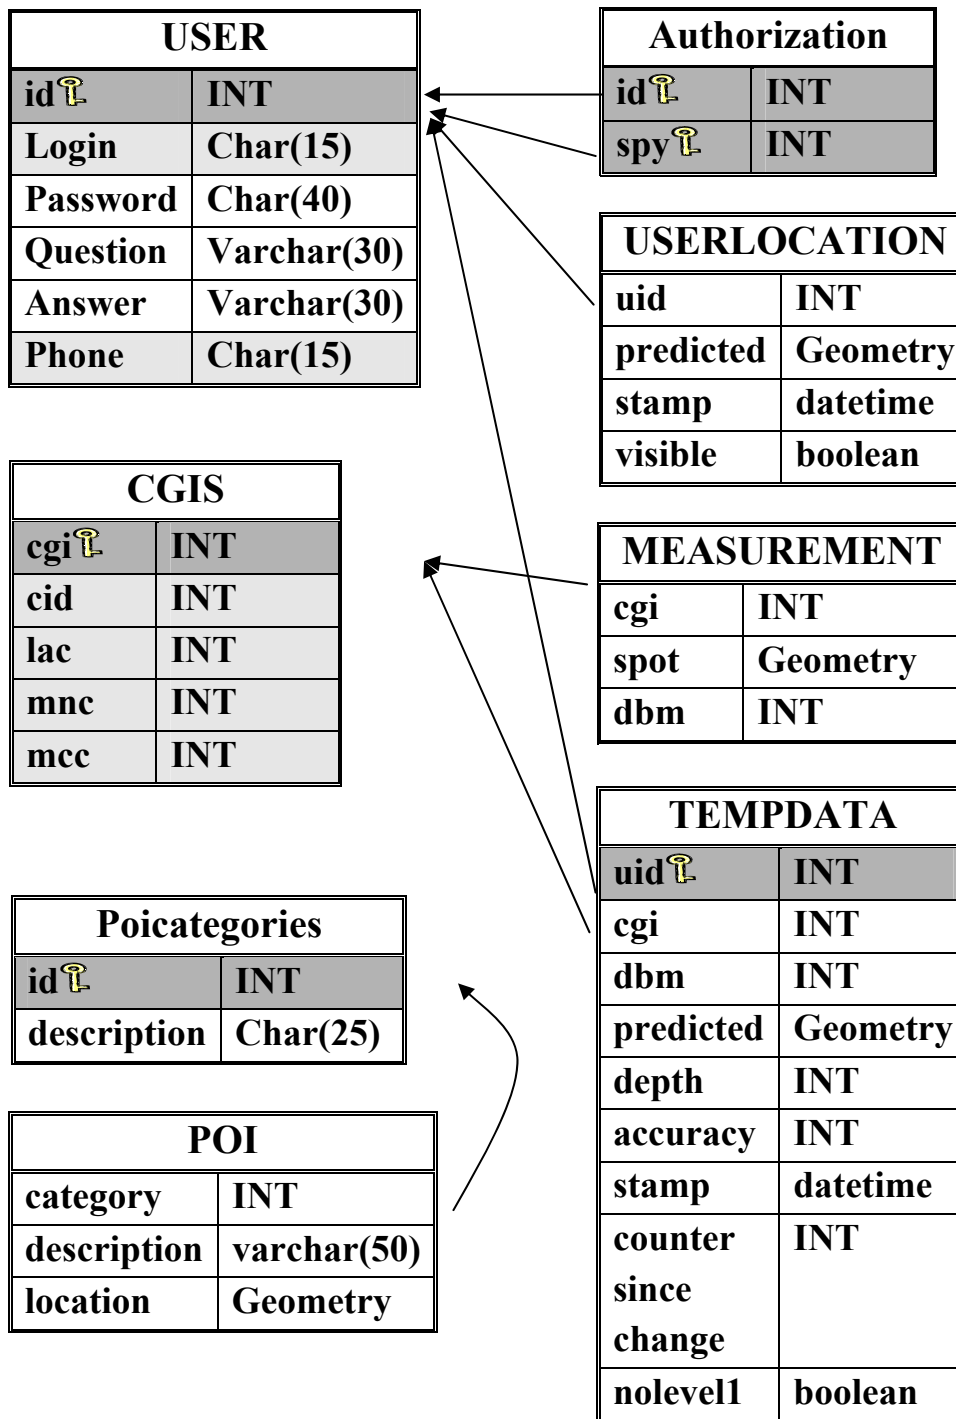 USER
id INT
Login Char(15)
Password Char(40)
Question Varchar(30)
Answer Varchar(30)
Phone Char(15)
Authorization
id INT
spy INT
USERLOCATION
uid INT
predicted Geometry
stamp datetime
visible boolean
CGIS
cgi INT
cid INT
lac INT
mnc INT
mcc INT
MEASUREMENT
cgi INT
spot Geometry
dbm INT
TEMPDATA
uid INT
cgi INT
dbm INT
predicted Geometry
depth INT
accuracy INT
stamp datetime
counter INT
since
change
nolevel1 boolean
Poicategories
id INT
description Char(25)
POI
category INT
description varchar(50)
location Geometry